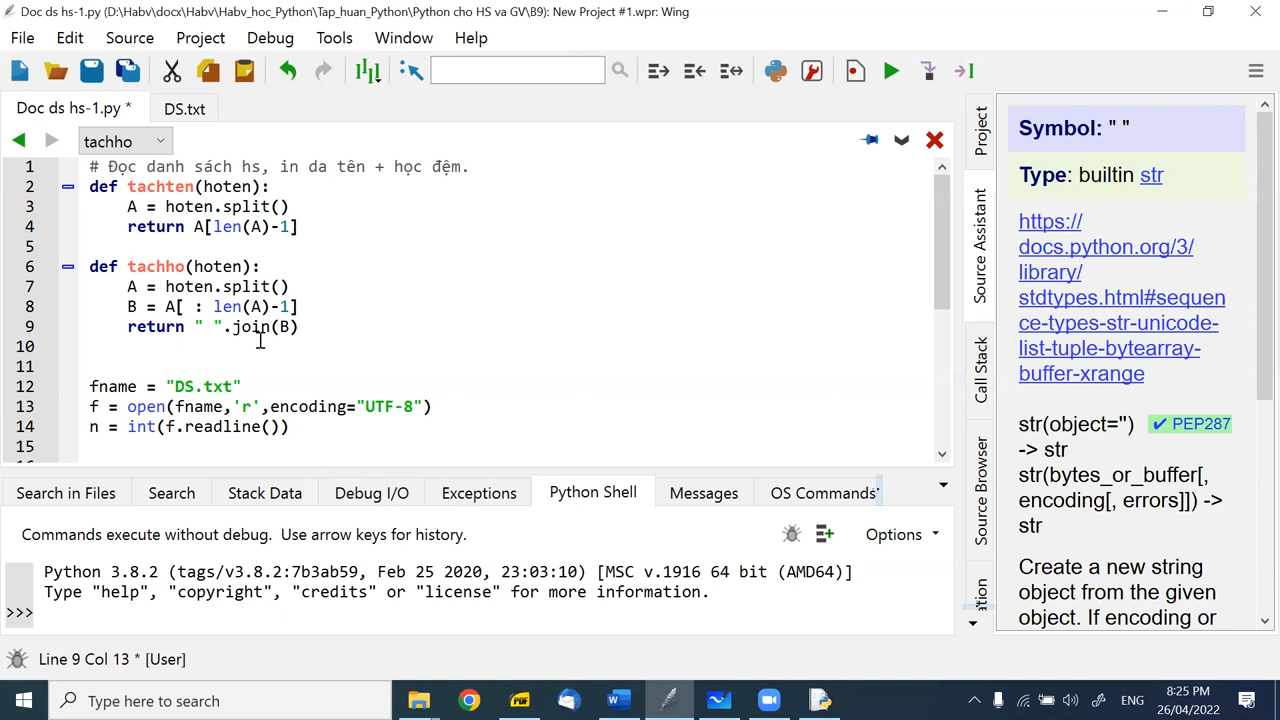 Doc ds hs-1.py (D:\Habv\docx\Habv\Habv_hoc_Python\Tap_huan_Python\Python cho HS va GV\B9): New Project #1.wpr: Wing
File Edit Source Project Debug Tools Window Help
Doc ds hs-1.py * DS.txt
tachho
1 # Đọc danh sách hs, in da tên + học đệm.
2 def tachten(hoten):
3 A = hoten.split()
4 return A[len(A)-1]
5
6 def tachho(hoten):
7 A = hoten.split()
8 B = A[ : len(A)-1]
9 return " ".join(B)
10
11
12 fname = "DS.txt"
13 f = open(fname,'r',encoding="UTF-8")
14 n = int(f.readline())
15
Search in Files Search Stack Data Debug I/O Exceptions Python Shell Messages OS Commands
Commands execute without debug. Use arrow keys for history. Options
Python 3.8.2 (tags/v3.8.2:7b3ab59, Feb 25 2020, 23:03:10) [MSC v.1916 64 bit (AMD64)]
Type "help", "copyright", "credits" or "license" for more information.
>>>
Line 9 Col 13 * [User]
Project
Source Assistant
Call Stack
Source Browser
Symbol: " "
Type: builtin str
https://
docs.python.org/3/
library/
stdtypes.html#sequen
ce-types-str-unicode-
list-tuple-bytearray-
buffer-xrange
str(object='') ✔ PEP287
-> str
str(bytes_or_buffer[,
encoding[, errors]]) ->
str
Create a new string
object from the given
object. If encoding or
Type here to search
PDF
ENG
8:25 PM
26/04/2022